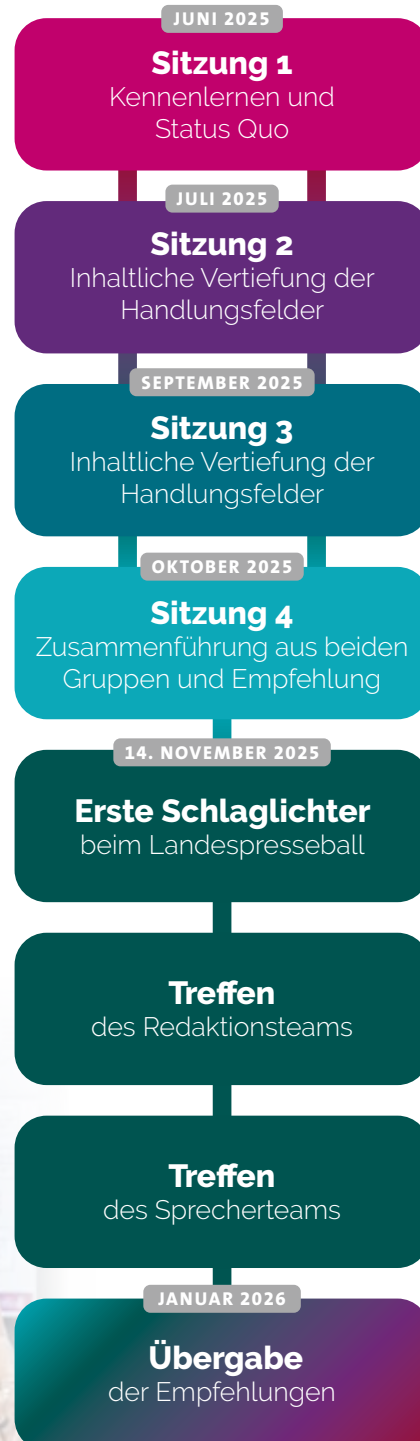 JUNI 2025
Sitzung 1
Kennenlernen und
Status Quo
JULI 2025
Sitzung 2
Inhaltliche Vertiefung der
Handlungsfelder
SEPTEMBER 2025
Sitzung 3
Inhaltliche Vertiefung der
Handlungsfelder
OKTOBER 2025
Sitzung 4
Zusammenführung aus beiden
Gruppen und Empfehlung
14. NOVEMBER 2025
Erste Schlaglichter
beim Landespresseball
Treffen
des Redaktionsteams
Treffen
des Sprecherteams
JANUAR 2026
Übergabe
der Empfehlungen